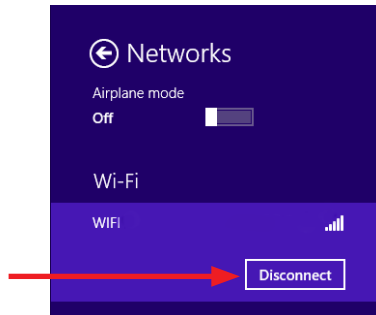 Networks
Airplane mode
Off
Wi-Fi
WIFI
Disconnect